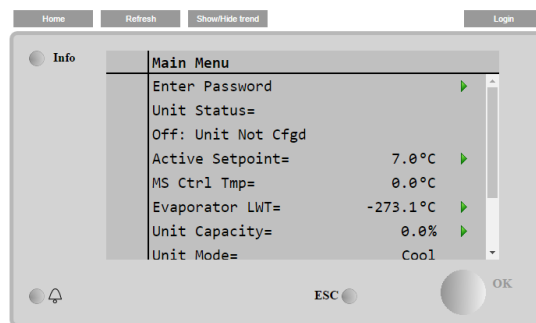 Home Refresh Show/Hide trend Login
Info
Main Menu
Enter Password
Unit Status=
Off: Unit Not Cfgd
Active Setpoint= 7.0°C
MS Ctrl Tmp= 0.0°C
Evaporator LWT= -273.1°C
Unit Capacity= 0.0%
Unit Mode= Cool
ESC OK